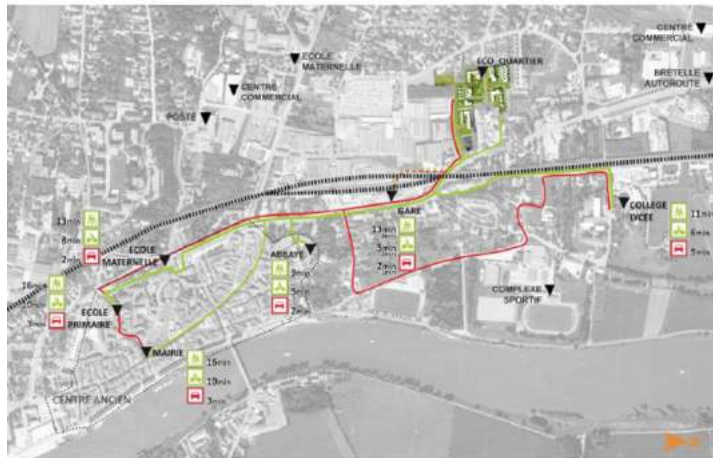 CENTRE
COMMERCIAL
ECOLE
MATERNELLE
ECO_QUARTIER
BRETELLE
AUTOROUTE
CENTRE
COMMERCIAL
POSTE
COLLEGE
LYCEE
11min
6min
5min
GARE
13min
5min
2min
13min
8min
2min
ECOLE
MATERNELLE
ABBAYE
9min
5min
2min
16min
10min
3min
ECOLE
PRIMAIRE
COMPLEXE
SPORTIF
MAIRIE
16min
10min
3min
CENTRE ANCIEN